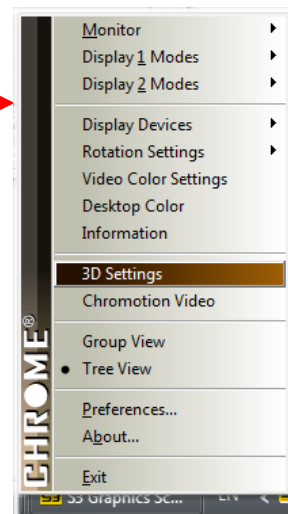 Monitor
Display 1 Modes
Display 2 Modes
Display Devices
Rotation Settings
Video Color Settings
Desktop Color
Information
3D Settings
Chromotion Video
Group View
Tree View
Preferences...
About...
Exit
CHROME®
S3 S3 Graphics Sc... EN